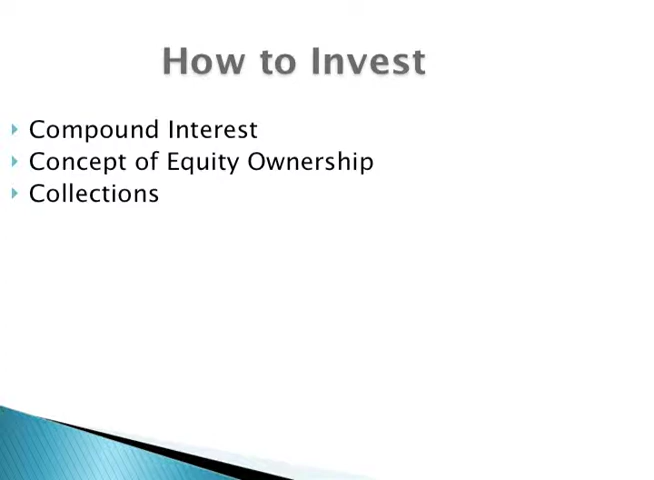 How to Invest
Compound Interest
Concept of Equity Ownership
Collections